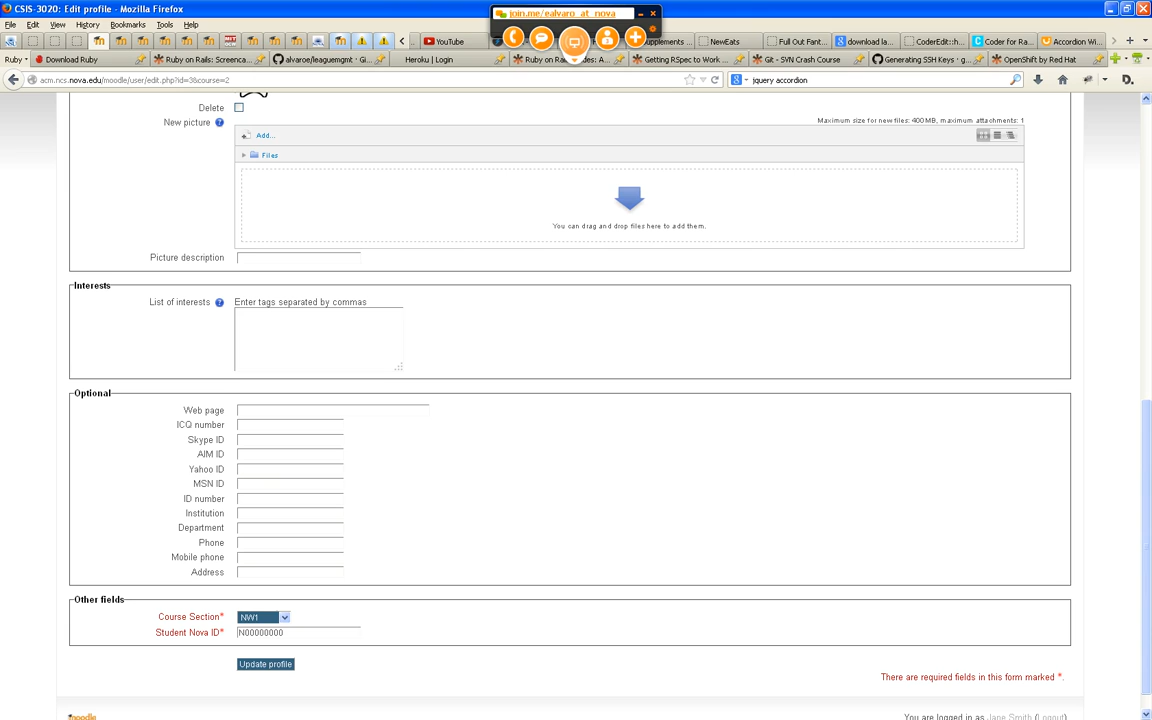 CSIS-3020: Edit profile - Mozilla Firefox
join.me/ealvaro_at_nova
File Edit View History Bookmarks Tools Help
YouTube
upplements ...
NewEats
Full Out Fant...
download la...
CoderEdit::h...
Coder for Ra...
Accordion Wi...
Ruby
Download Ruby
Ruby on Rails: Screenca...
alvaroe/leaguemgmt · Gi...
Heroku | Login
Ruby on Rails Guides: A...
Getting RSpec to Work ...
Git - SVN Crash Course
Generating SSH Keys · g...
OpenShift by Red Hat
acm.ncs.nova.edu/moodle/user/edit.php?id=3&course=2
jquery accordion
Delete
New picture
Maximum size for new files: 400MB, maximum attachments: 1
Add...
Files
You can drag and drop files here to add them.
Picture description
Interests
List of interests Enter tags separated by commas
Optional
Web page
ICQ number
Skype ID
AIM ID
Yahoo ID
MSN ID
ID number
Institution
Department
Phone
Mobile phone
Address
Other fields
Course Section* NW1
Student Nova ID* N00000000
Update profile
There are required fields in this form marked *.
moodle
You are logged in as Jane Smith (Logout)